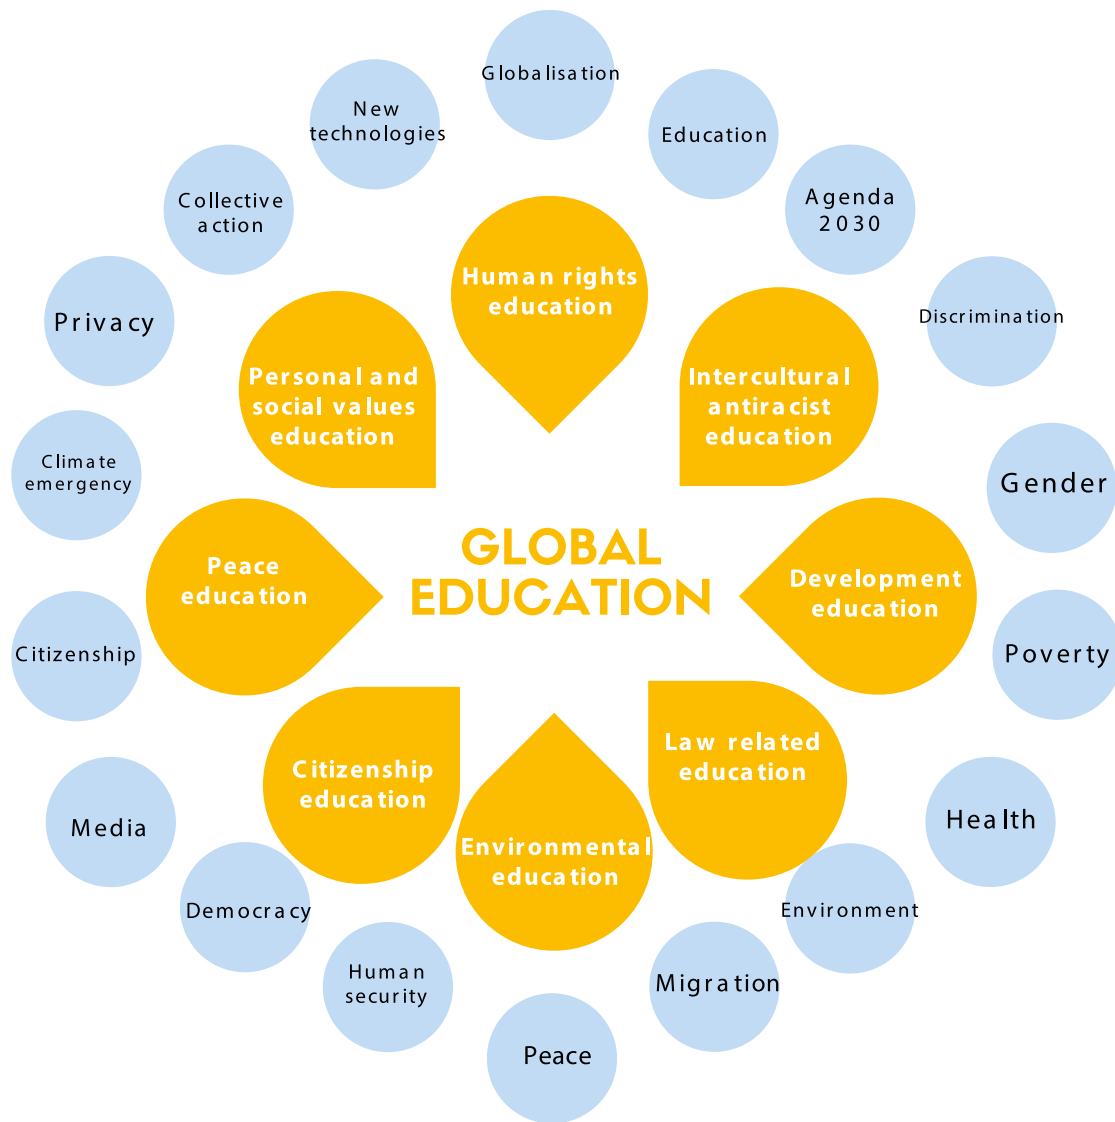 Globalisation
New
technologies
Education
Collective
action
Agenda
2030
Human rights
education
Privacy
Discrimination
Personal and
social values
education
Intercultural
antiracist
education
Climate
emergency
Gender
GLOBAL
EDUCATION
Peace
education
Development
education
Citizenship
Poverty
Law related
education
Citizenship
education
Media
Health
Environmental
education
Democracy
Environment
Human
security
Migration
Peace